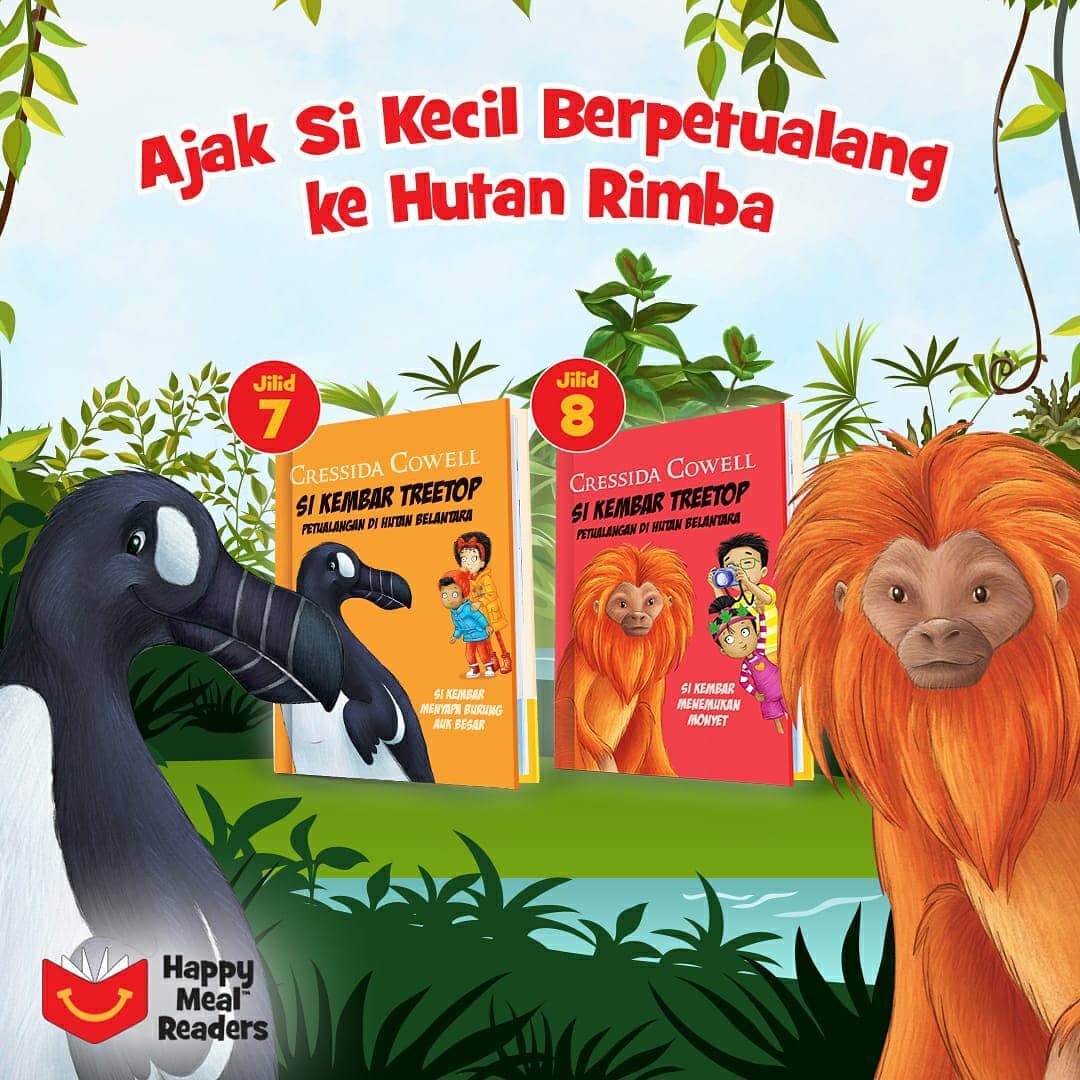 Ajak Si Kecil Berpetualang
ke Hutan Rimba
Jilid
7
CRESSIDA COWELL
SI KEMBAR TREETOP
PETUALANGAN DI HUTAN BELANTARA
SI KEMBAR
MENYAPA BURUNG
AUK BESAR
Jilid
8
CRESSIDA COWELL
SI KEMBAR TREETOP
PETUALANGAN DI HUTAN BELANTARA
SI KEMBAR
MENEMUKAN
MONYET
Happy
Meal™
Readers